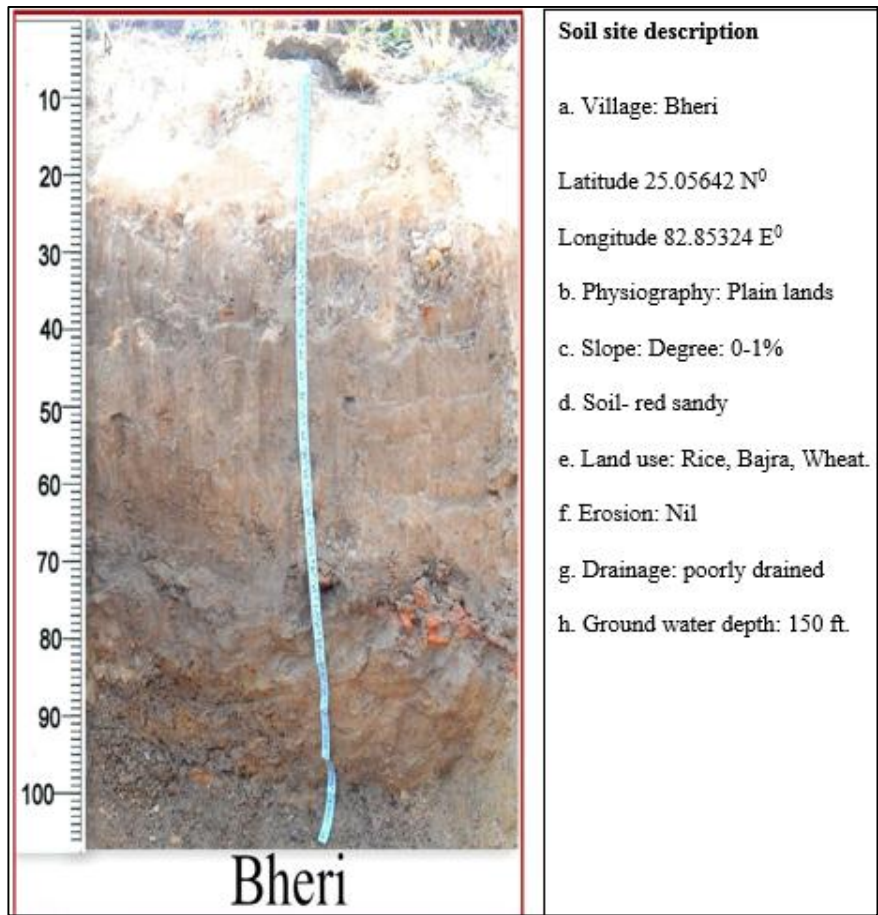 10
20
30
40
50
60
70
80
90
100
Bheri
Soil site description
a. Village: Bheri
Latitude 25.05642 N⁰
Longitude 82.85324 E⁰
b. Physiography: Plain lands
c. Slope: Degree: 0-1%
d. Soil- red sandy
e. Land use: Rice, Bajra, Wheat.
f. Erosion: Nil
g. Drainage: poorly drained
h. Ground water depth: 150 ft.